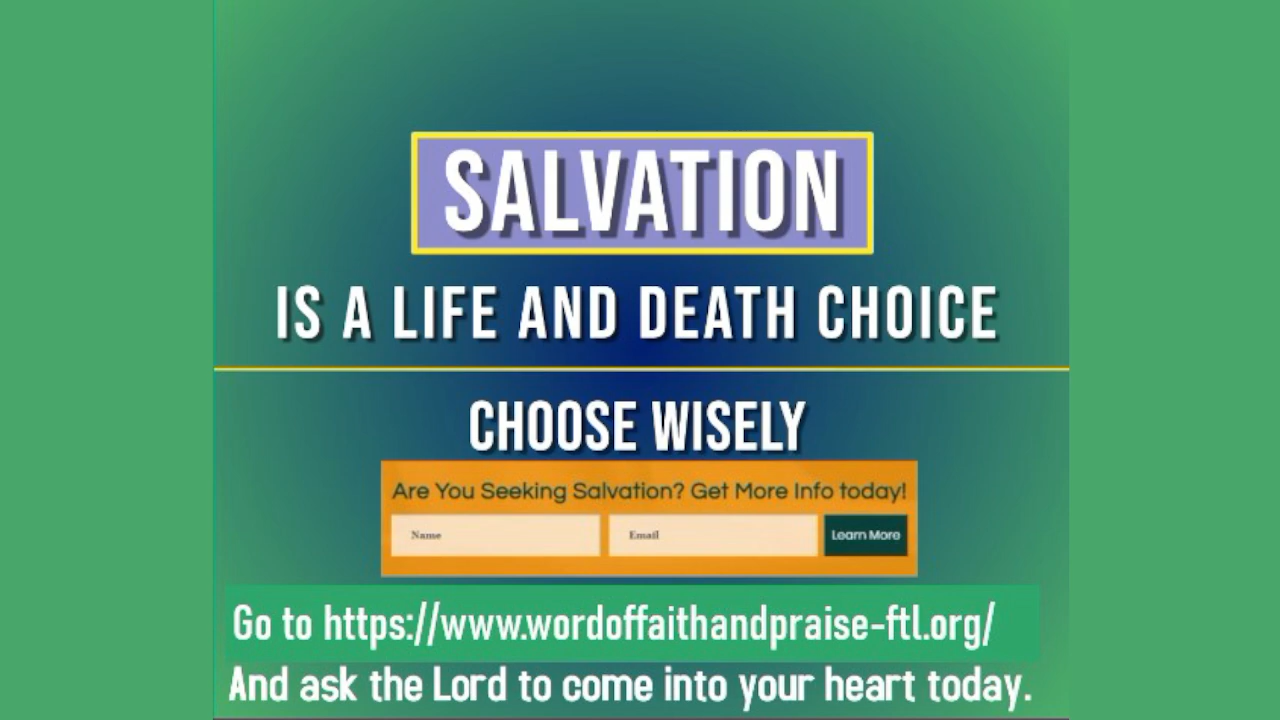 SALVATION
IS A LIFE AND DEATH CHOICE
CHOOSE WISELY
Are You Seeking Salvation? Get More Info today!
Name Email Learn More
Go to https://www.wordoffaithandpraise-ftl.org/
And ask the Lord to come into your heart today.